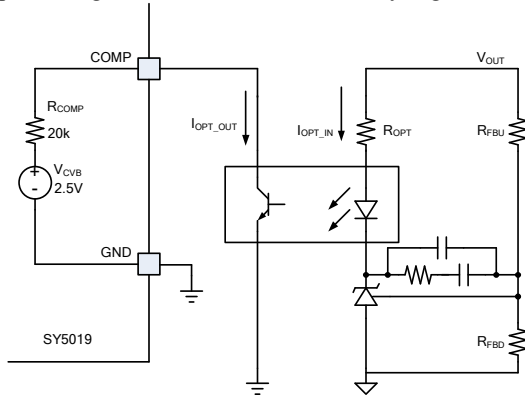 COMP
VOUT
RCOMP
20k
IOPT_OUT
IOPT_IN
ROPT
RFBU
+
VCVB
-
2.5V
GND
SY5019
RFBD